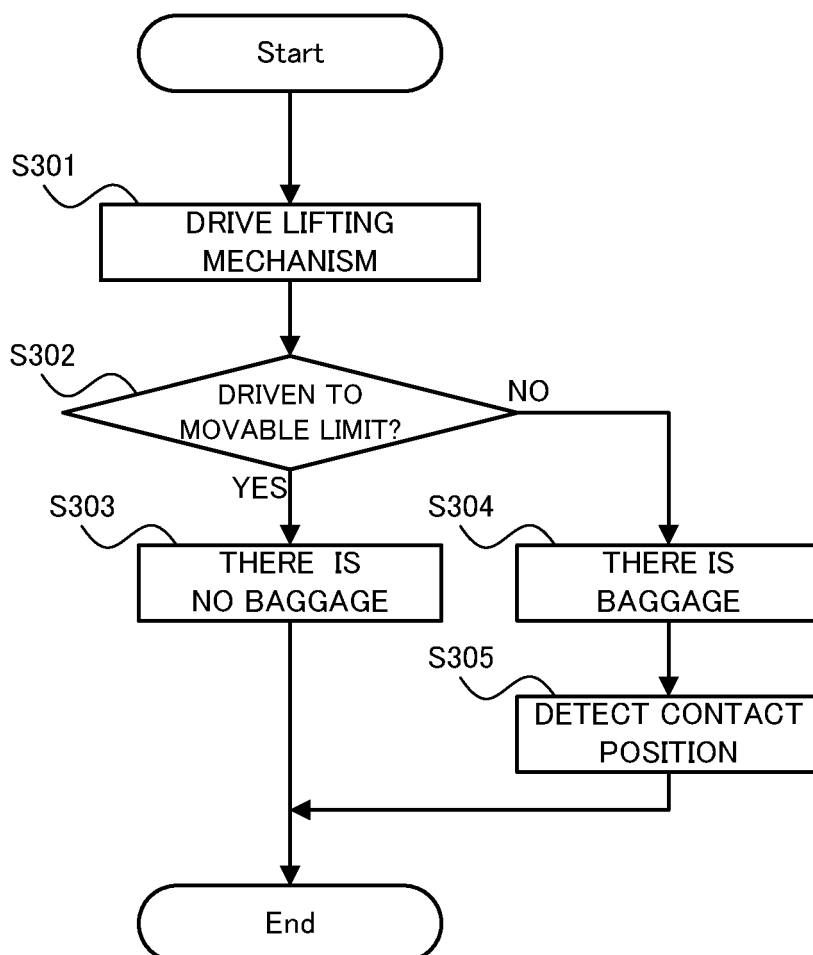 Start
S301
DRIVE LIFTING
MECHANISM
S302
DRIVEN TO
MOVABLE LIMIT?
NO
YES
S303
THERE IS
NO BAGGAGE
S304
THERE IS
BAGGAGE
S305
DETECT CONTACT
POSITION
End